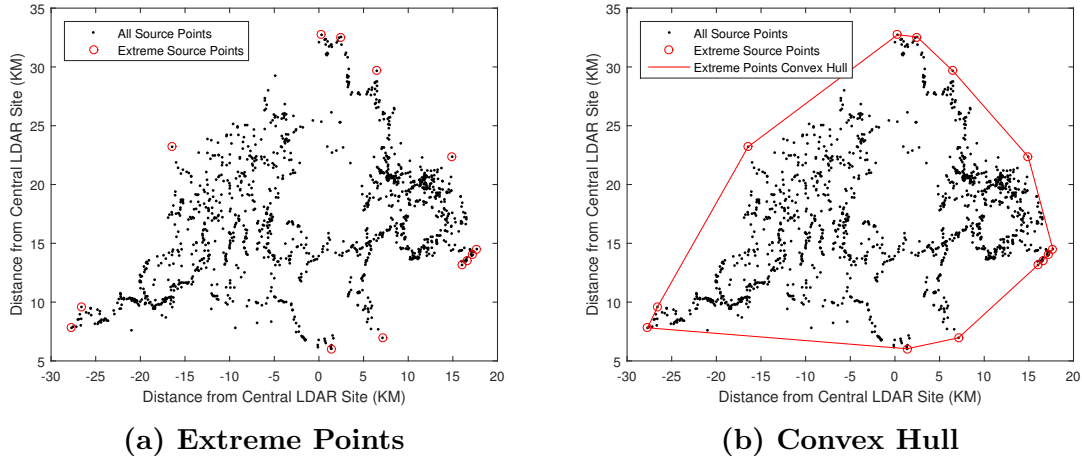 35
30
25
20
15
10
5
Distance from Central LDAR Site (KM)
All Source Points
Extreme Source Points
-30 -25 -20 -15 -10 -5 0 5 10 15 20
Distance from Central LDAR Site (KM)
(a) Extreme Points
35
30
25
20
15
10
5
Distance from Central LDAR Site (KM)
All Source Points
Extreme Source Points
Extreme Points Convex Hull
-30 -25 -20 -15 -10 -5 0 5 10 15 20
Distance from Central LDAR Site (KM)
(b) Convex Hull